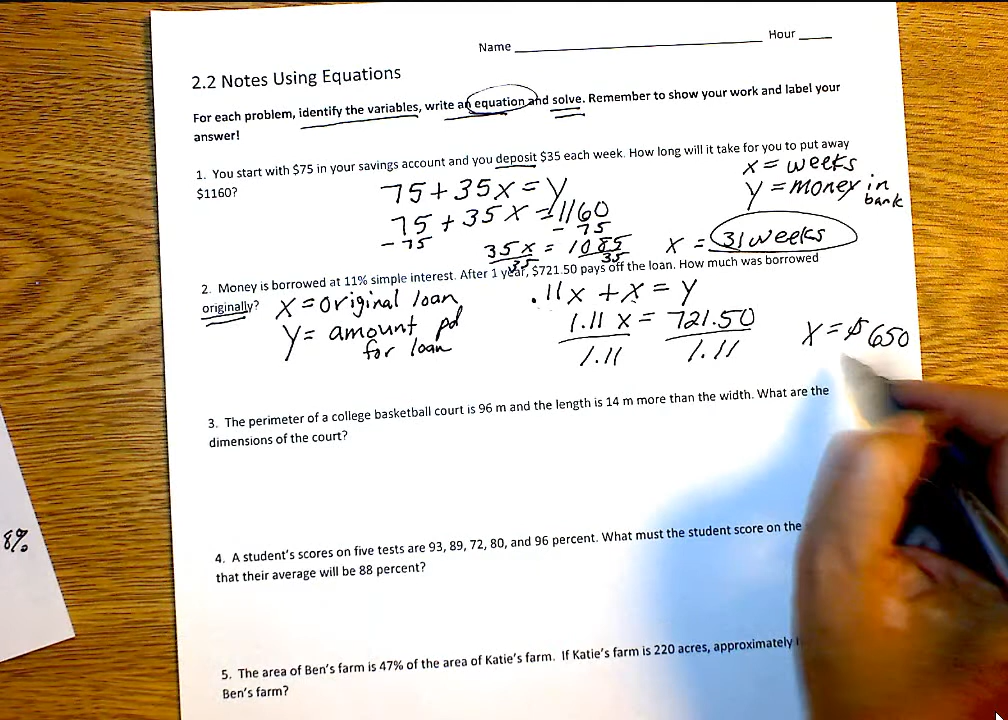 Name ________ Hour ____
2.2 Notes Using Equations
For each problem, identify the variables, write an equation and solve. Remember to show your work and label your
answer!
1. You start with $75 in your savings account and you deposit $35 each week. How long will it take for you to put away
$1160?
x = weeks
y = money in bank
75 + 35x = y
75 + 35x = 1160
- 75 - 75
35x = 1085
35 35
x = 31 weeks
2. Money is borrowed at 11% simple interest. After 1 year, $721.50 pays off the loan. How much was borrowed
originally?
x = original loan
y = amount pd
for loan
.11x + x = y
1.11 x = 721.50
1.11 1.11
x = $650
3. The perimeter of a college basketball court is 96 m and the length is 14 m more than the width. What are the
dimensions of the court?
8%
4. A student's scores on five tests are 93, 89, 72, 80, and 96 percent. What must the student score on the
that their average will be 88 percent?
5. The area of Ben's farm is 47% of the area of Katie's farm. If Katie's farm is 220 acres, approximately
Ben's farm?